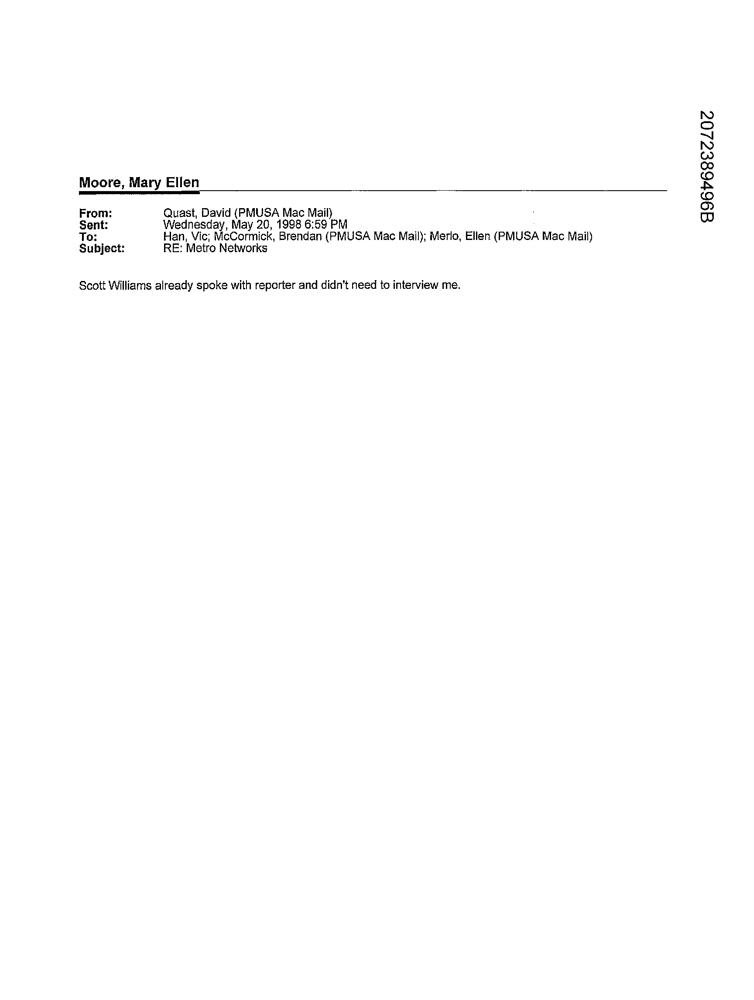 2072389496B
Moore, Mary Ellen
From: Quast, David (PMUSA Mac Mail)
Sent: Wednesday, May 20, 1998 6:59 PM
To: Han, Vic; McCormick, Brendan (PMUSA Mac Mail); Merlo, Ellen (PMUSA Mac Mail)
Subject: RE: Metro Networks
Scott Williams already spoke with reporter and didn't need to interview me.